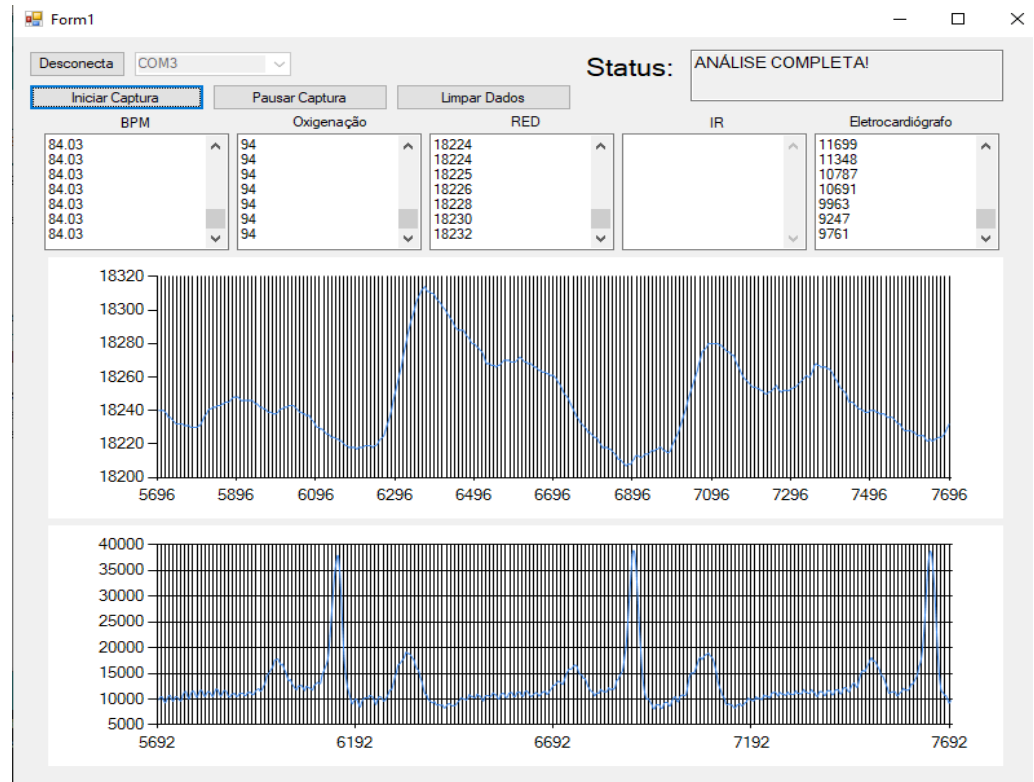 Form1
Desconecta COM3 Status: ANÁLISE COMPLETA!
Iniciar Captura Pausar Captura Limpar Dados
BPM Oxigenação RED IR Eletrocardiógrafo
84.03 94 18224 11699
84.03 94 18224 11348
84.03 94 18225 10787
84.03 94 18226 10691
84.03 94 18228 9963
84.03 94 18230 9247
84.03 94 18232 9761
18320
18300
18280
18260
18240
18220
18200
5696 5896 6096 6296 6496 6696 6896 7096 7296 7496 7696
40000
35000
30000
25000
20000
15000
10000
5000
5692 6192 6692 7192 7692